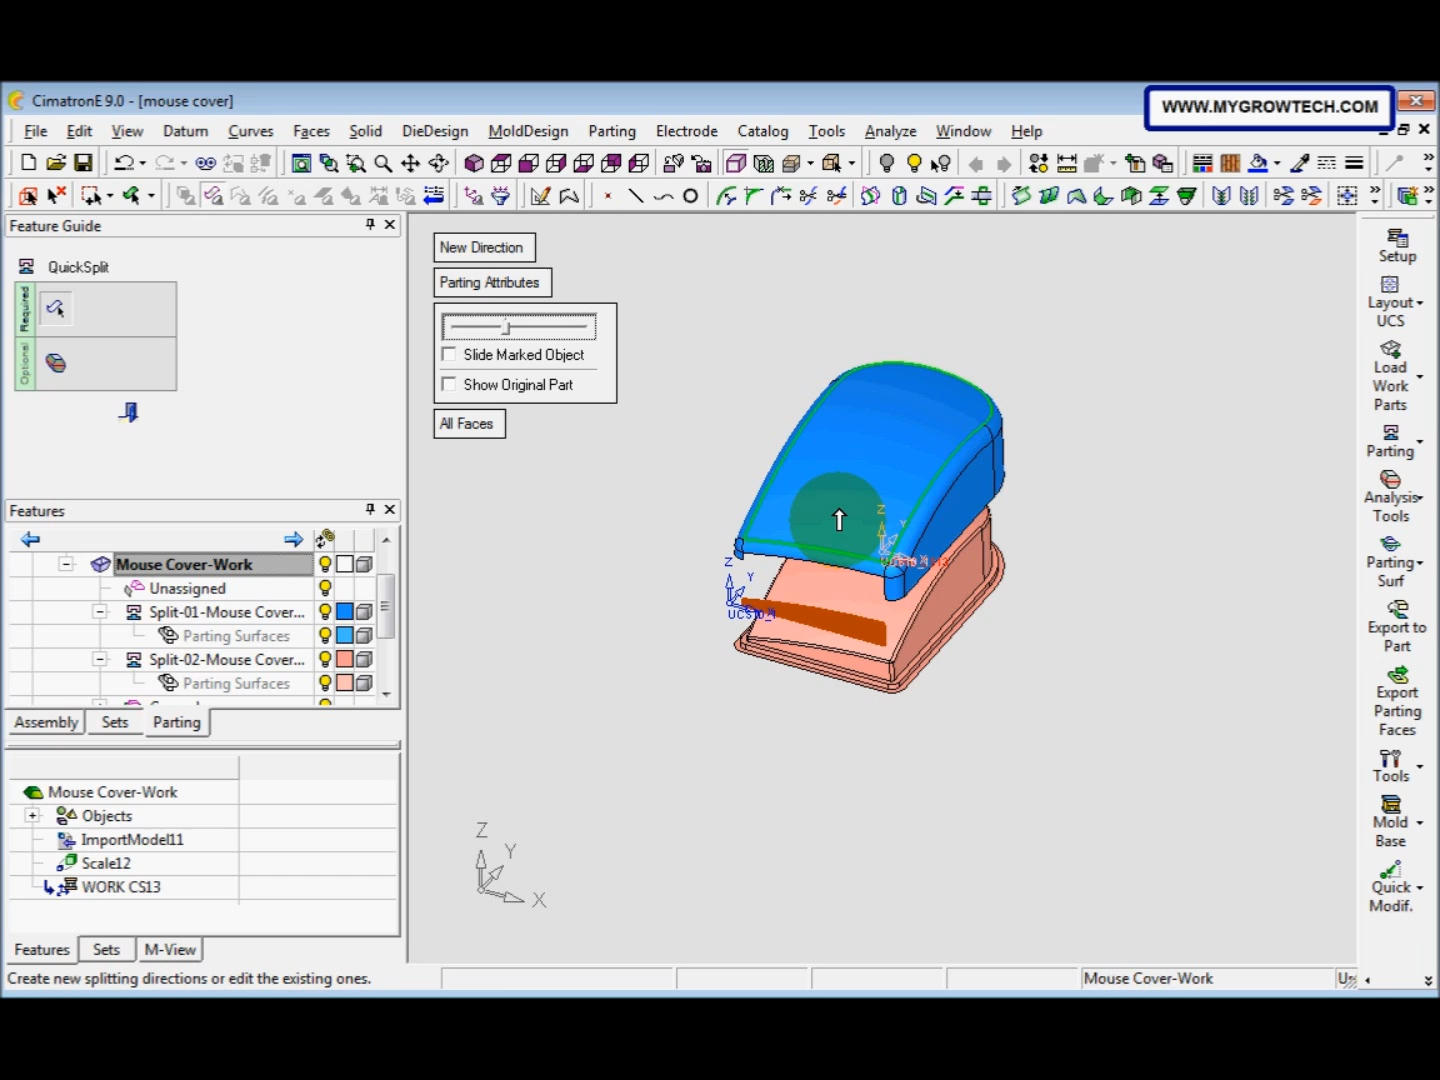 CimatronE 9.0 - [mouse cover]
WWW.MYGROWTECH.COM
File Edit View Datum Curves Faces Solid DieDesign MoldDesign Parting Electrode Catalog Tools Analyze Window Help
Feature Guide
QuickSplit
Required
Optional
New Direction
Parting Attributes
Slide Marked Object
Show Original Part
All Faces
Z
Y
Z
Y
UCS10_1
Z
Y
X
Features
Mouse Cover-Work
Unassigned
Split-01-Mouse Cover...
Parting Surfaces
Split-02-Mouse Cover...
Parting Surfaces
Assembly Sets Parting
Mouse Cover-Work
Objects
ImportModel11
Scale12
WORK CS13
Features Sets M-View
Setup
Layout
UCS
Load
Work
Parts
Parting
Analysis
Tools
Parting
Surf
Export to
Part
Export
Parting
Faces
Tools
Mold
Base
Quick
Modif.
Create new splitting directions or edit the existing ones.
Mouse Cover-Work